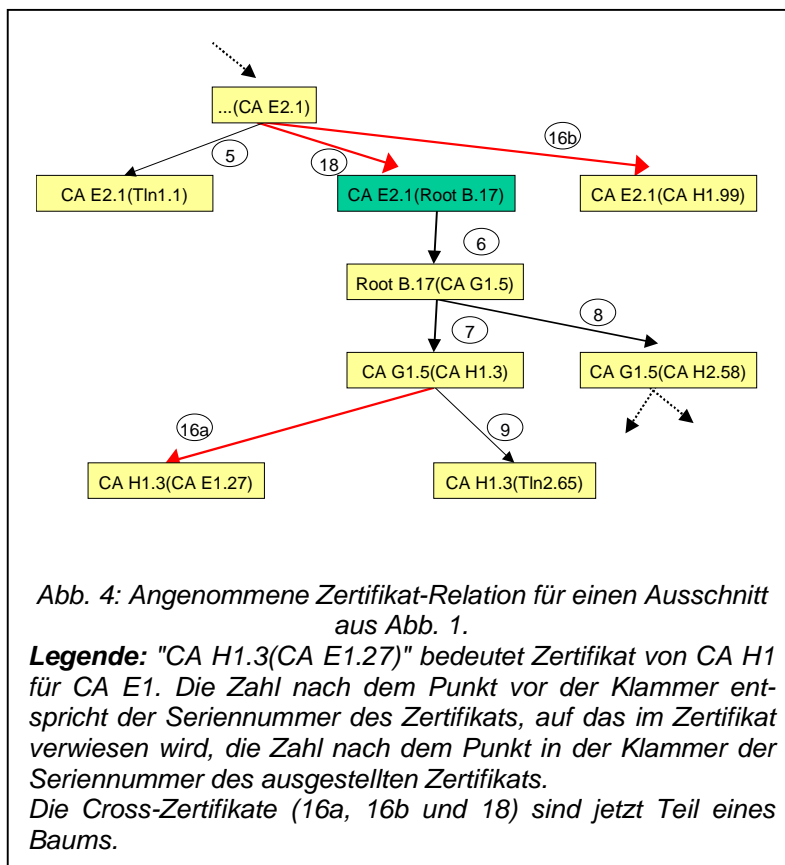 ...(CA E2.1)
5
18
16b
CA E2.1(Tln1.1)
CA E2.1(Root B.17)
CA E2.1(CA H1.99)
6
Root B.17(CA G1.5)
7
8
CA G1.5(CA H1.3)
CA G1.5(CA H2.58)
16a
9
CA H1.3(CA E1.27)
CA H1.3(Tln2.65)
Abb. 4: Angenommene Zertifikat-Relation für einen Ausschnitt
aus Abb. 1.
Legende: "CA H1.3(CA E1.27)" bedeutet Zertifikat von CA H1
für CA E1. Die Zahl nach dem Punkt vor der Klammer ent-
spricht der Seriennummer des Zertifikats, auf das im Zertifikat
verwiesen wird, die Zahl nach dem Punkt in der Klammer der
Seriennummer des ausgestellten Zertifikats.
Die Cross-Zertifikate (16a, 16b und 18) sind jetzt Teil eines
Baums.